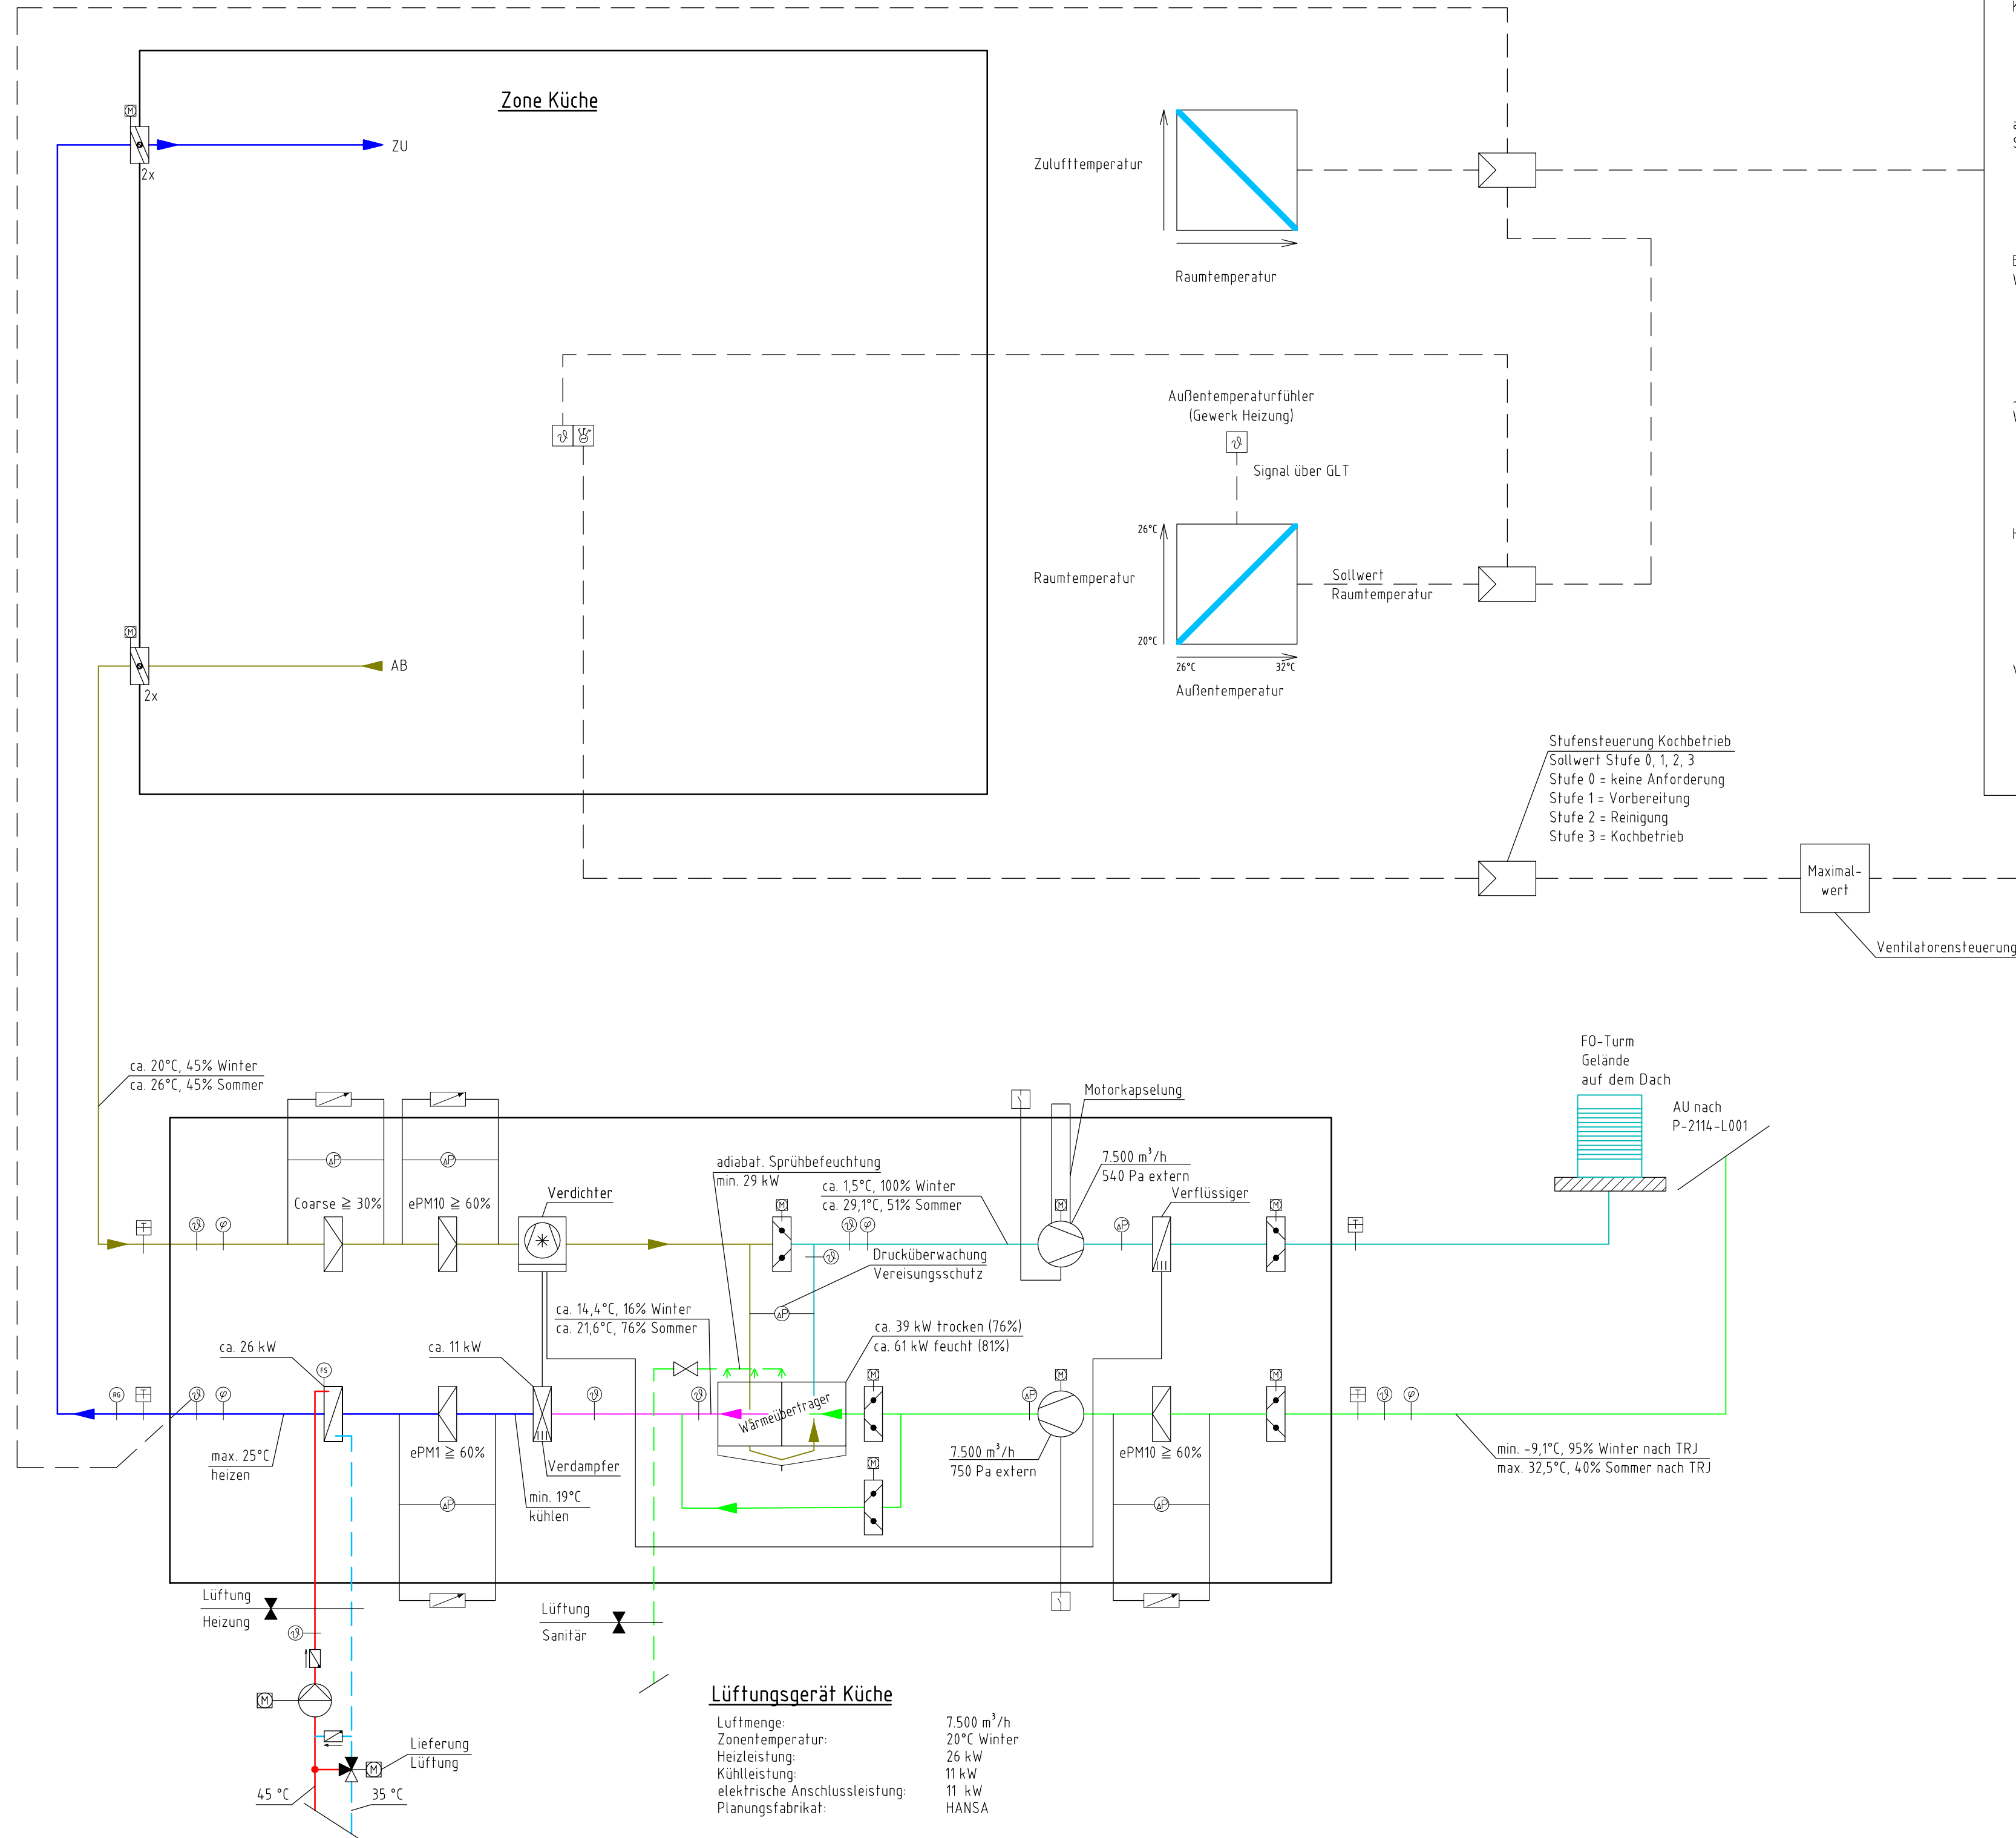 Zone Küche
M
ZU
2x
Zulufttemperatur
Raumtemperatur
Außentemperaturfühler
(Gewerk Heizung)
ϑ
ϑ
Signal über GLT
26°C
Raumtemperatur
Sollwert
Raumtemperatur
20°C
26°C 32°C
Außentemperatur
M
AB
2x
Stufensteuerung Kochbetrieb
Sollwert Stufe 0, 1, 2, 3
Stufe 0 = keine Anforderung
Stufe 1 = Vorbereitung
Stufe 2 = Reinigung
Stufe 3 = Kochbetrieb
Maximal-
wert
Ventilatorensteuerung
FO-Turm
Gelände
auf dem Dach
AU nach
P-2114-L001
ca. 20°C, 45% Winter
ca. 26°C, 45% Sommer
Motorkapselung
ΔP
ΔP
adiabat. Sprühbefeuchtung
min. 29 kW
7.500 m³/h
540 Pa extern
Coarse ≧ 30%
ePM10 ≧ 60%
Verdichter
ca. 1,5°C, 100% Winter
ca. 29,1°C, 51% Sommer
Verflüssiger
M
M
M
T
ϑ
φ
ϑ
φ
ΔP
T
ϑ
Drucküberwachung
Vereisungsschutz
ca. 14,4°C, 16% Winter
ca. 21,6°C, 76% Sommer
ΔP
ca. 39 kW trocken (76%)
ca. 61 kW feucht (81%)
ca. 26 kW
ca. 11 kW
FS
M
M
M
RG
T
ϑ
φ
ϑ
ϑ
Wärmeübertrager
ΔP
T
ϑ
φ
max. 25°C
heizen
ePM1 ≧ 60%
Verdampfer
min. 19°C
kühlen
M
7.500 m³/h
750 Pa extern
ePM10 ≧ 60%
min. -9,1°C, 95% Winter nach TRJ
max. 32,5°C, 40% Sommer nach TRJ
ΔP
ΔP
Lüftung
Heizung
Lüftung
Sanitär
ϑ
M
Lieferung
Lüftung
M
45 °C
35 °C
Lüftungsgerät Küche
Luftmenge: 7.500 m³/h
Zonentemperatur: 20°C Winter
Heizleistung: 26 kW
Kühlleistung: 11 kW
elektrische Anschlussleistung: 11 kW
Planungsfabrikat: HANSA